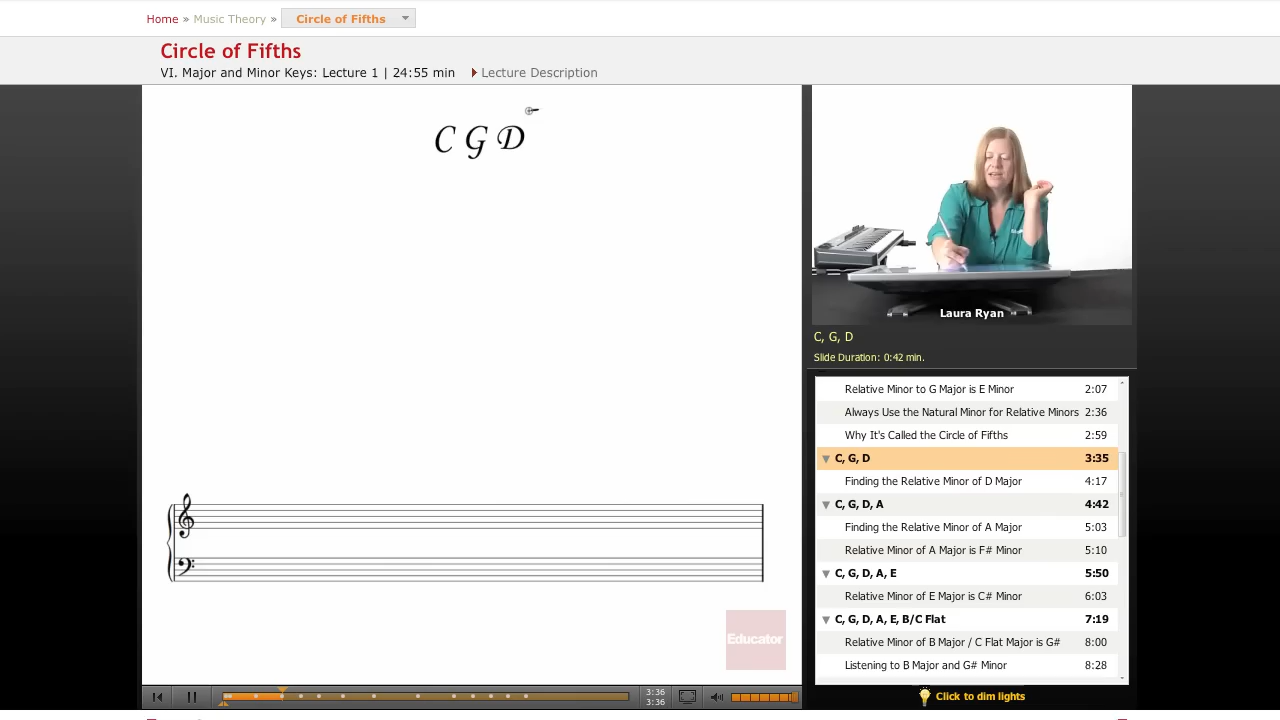 Home » Music Theory » Circle of Fifths
Circle of Fifths
VI. Major and Minor Keys: Lecture 1 | 24:55 min Lecture Description
C G D
Educator
3:36
3:36
Laura Ryan
C, G, D
Slide Duration: 0:42 min.
Relative Minor to G Major is E Minor 2:07
Always Use the Natural Minor for Relative Minors 2:36
Why It's Called the Circle of Fifths 2:59
C, G, D 3:35
Finding the Relative Minor of D Major 4:17
C, G, D, A 4:42
Finding the Relative Minor of A Major 5:03
Relative Minor of A Major is F# Minor 5:10
C, G, D, A, E 5:50
Relative Minor of E Major is C# Minor 6:03
C, G, D, A, E, B/C Flat 7:19
Relative Minor of B Major / C Flat Major is G# 8:00
Listening to B Major and G# Minor 8:28
Click to dim lights